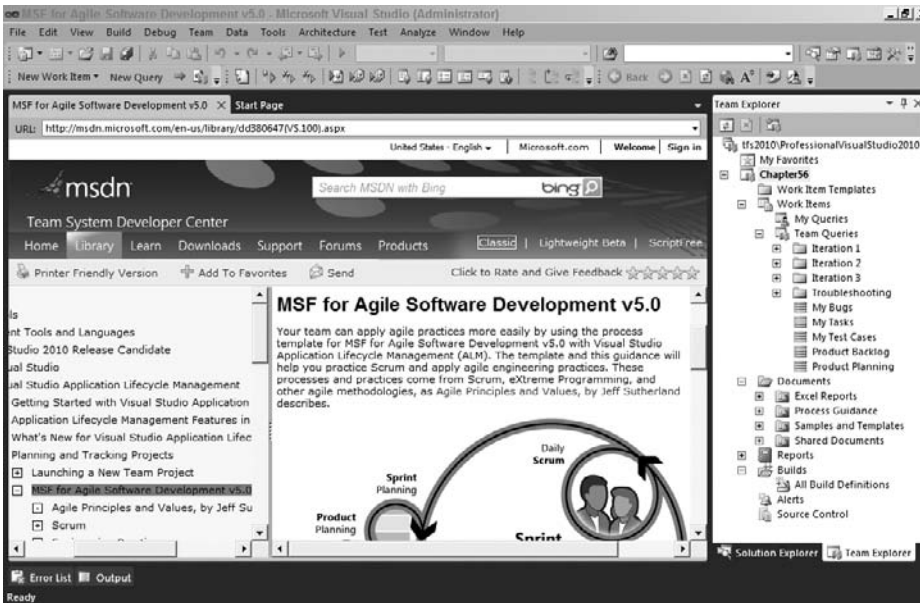 MSF for Agile Software Development v5.0 - Microsoft Visual Studio (Administrator)
File Edit View Build Debug Team Data Tools Architecture Test Analyze Window Help
New Work Item New Query Back
MSF for Agile Software Development v5.0 Start Page
URL: http://msdn.microsoft.com/en-us/library/dd380647(VS.100).aspx
United States - English Microsoft.com Welcome Sign in
msdn
Search MSDN with Bing bing
Team System Developer Center
Home Library Learn Downloads Support Forums Products Classic Lightweight Beta ScriptFree
Printer Friendly Version Add To Favorites Send Click to Rate and Give Feedback
ls
nt Tools and Languages
Studio 2010 Release Candidate
ual Studio
ual Studio Application Lifecycle Management
Getting Started with Visual Studio Application
Application Lifecycle Management Features in
What's New for Visual Studio Application Lifec
Planning and Tracking Projects
Launching a New Team Project
MSF for Agile Software Development v5.0
Agile Principles and Values, by Jeff Su
Scrum
MSF for Agile Software Development v5.0
Your team can apply agile practices more easily by using the process
template for MSF for Agile Software Development v5.0 with Visual Studio
Application Lifecycle Management (ALM). The template and this guidance will
help you practice Scrum and apply agile engineering practices. These
processes and practices come from Scrum, eXtreme Programming, and
other agile methodologies, as Agile Principles and Values, by Jeff Sutherland
describes.
Daily
Scrum
Sprint
Planning
Product
Planning
Sprint
Team Explorer
tfs2010\ProfessionalVisualStudio2010
My Favorites
Chapter56
Work Item Templates
Work Items
My Queries
Team Queries
Iteration 1
Iteration 2
Iteration 3
Troubleshooting
My Bugs
My Tasks
My Test Cases
Product Backlog
Product Planning
Documents
Excel Reports
Process Guidance
Samples and Templates
Shared Documents
Reports
Builds
All Build Definitions
Alerts
Source Control
Solution Explorer Team Explorer
Error List Output
Ready